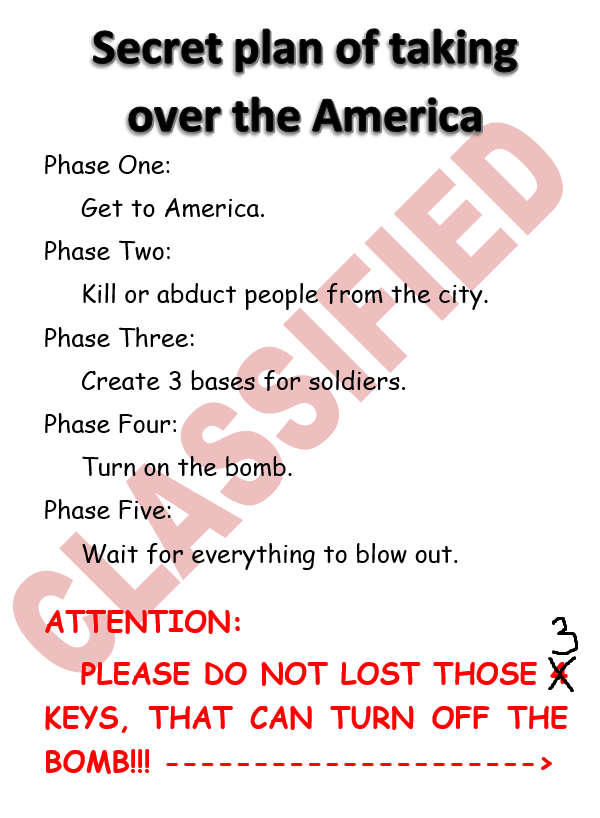 Secret plan of taking
over the America
Phase One:
Get to America.
Phase Two:
Kill or abduct people from the city.
Phase Three:
Create 3 bases for soldiers.
Phase Four:
Turn on the bomb.
Phase Five:
Wait for everything to blow out.
CLASSIFIED
ATTENTION:
3
PLEASE DO NOT LOST THOSE 4
KEYS, THAT CAN TURN OFF THE
BOMB!!! --------------------->